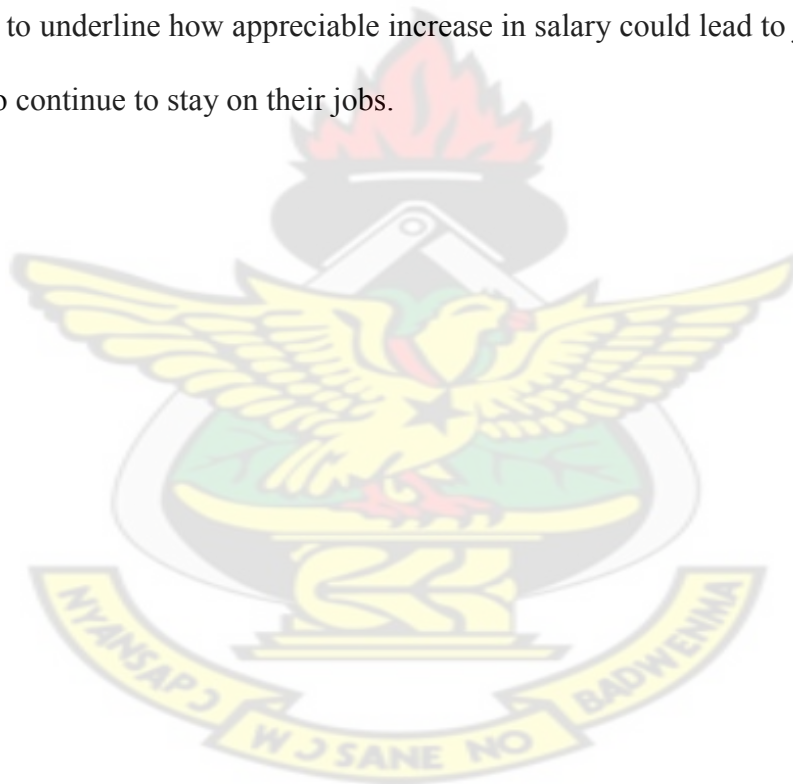 to underline how appreciable increase in salary could lead to
continue to stay on their jobs.
NYANSAPƆ
WƆSANE NO
BADWENMA